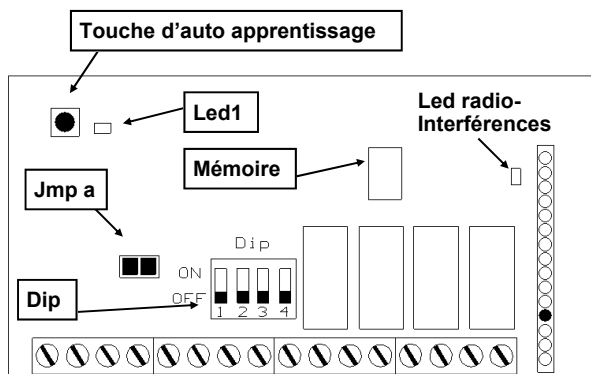 Touche d'auto apprentissage
Led1
Led radio-
Interférences
Mémoire
Jmp a
Dip
ON
OFF
Dip
1 2 3 4